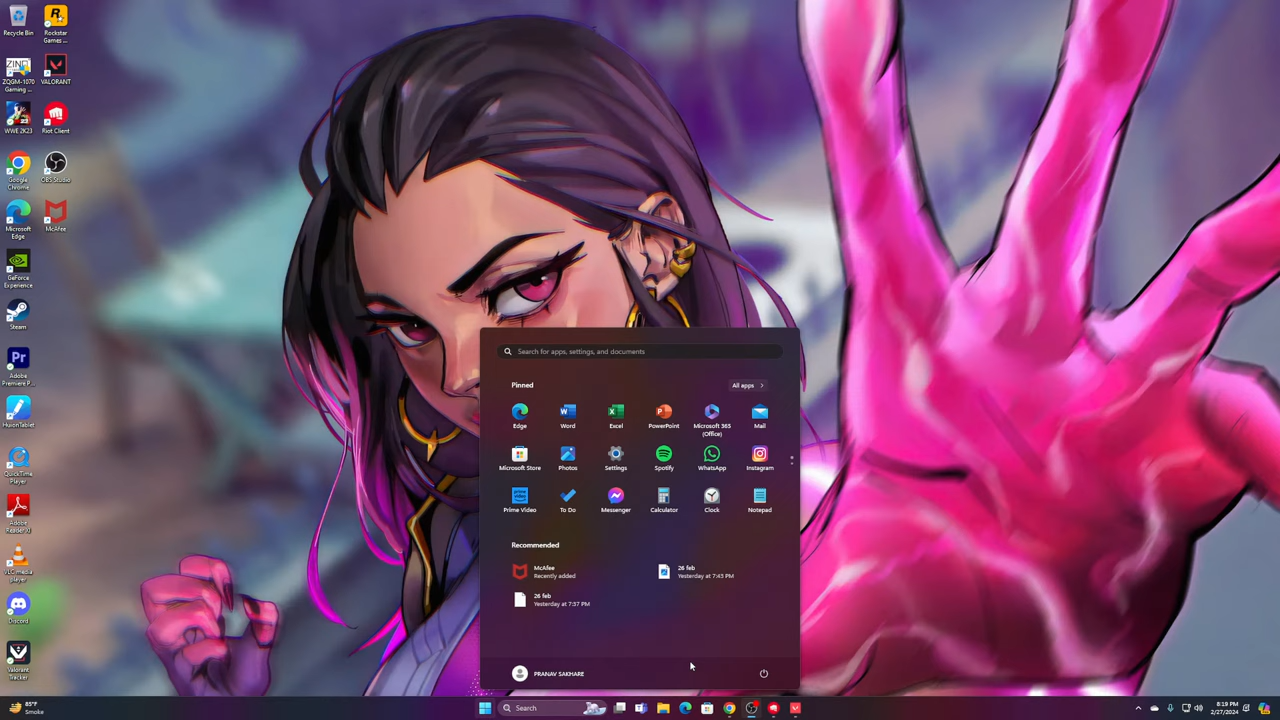 Recycle Bin
Rockstar
Games ...
ZQGM-1070
Gaming ...
VALORANT
WWE 2K23
Riot Client
Google
Chrome
OBS Studio
Microsoft
Edge
McAfee
GeForce
Experience
Steam
Adobe
Premiere P...
HuionTablet
QuickTime
Player
Adobe
Reader XI
VLC media
player
Discord
Valorant
Tracker
Search for apps, settings, and documents
Pinned
All apps
Edge
Word
Excel
PowerPoint
Microsoft 365
(Office)
Mail
Microsoft Store
Photos
Settings
Spotify
WhatsApp
Instagram
Prime Video
To Do
Messenger
Calculator
Clock
Notepad
Recommended
McAfee
Recently added
26 feb
Yesterday at 7:43 PM
26 feb
Yesterday at 7:37 PM
PRANAV SAKHARE
85°F
Smoke
Search
8:19 PM
2/27/2024